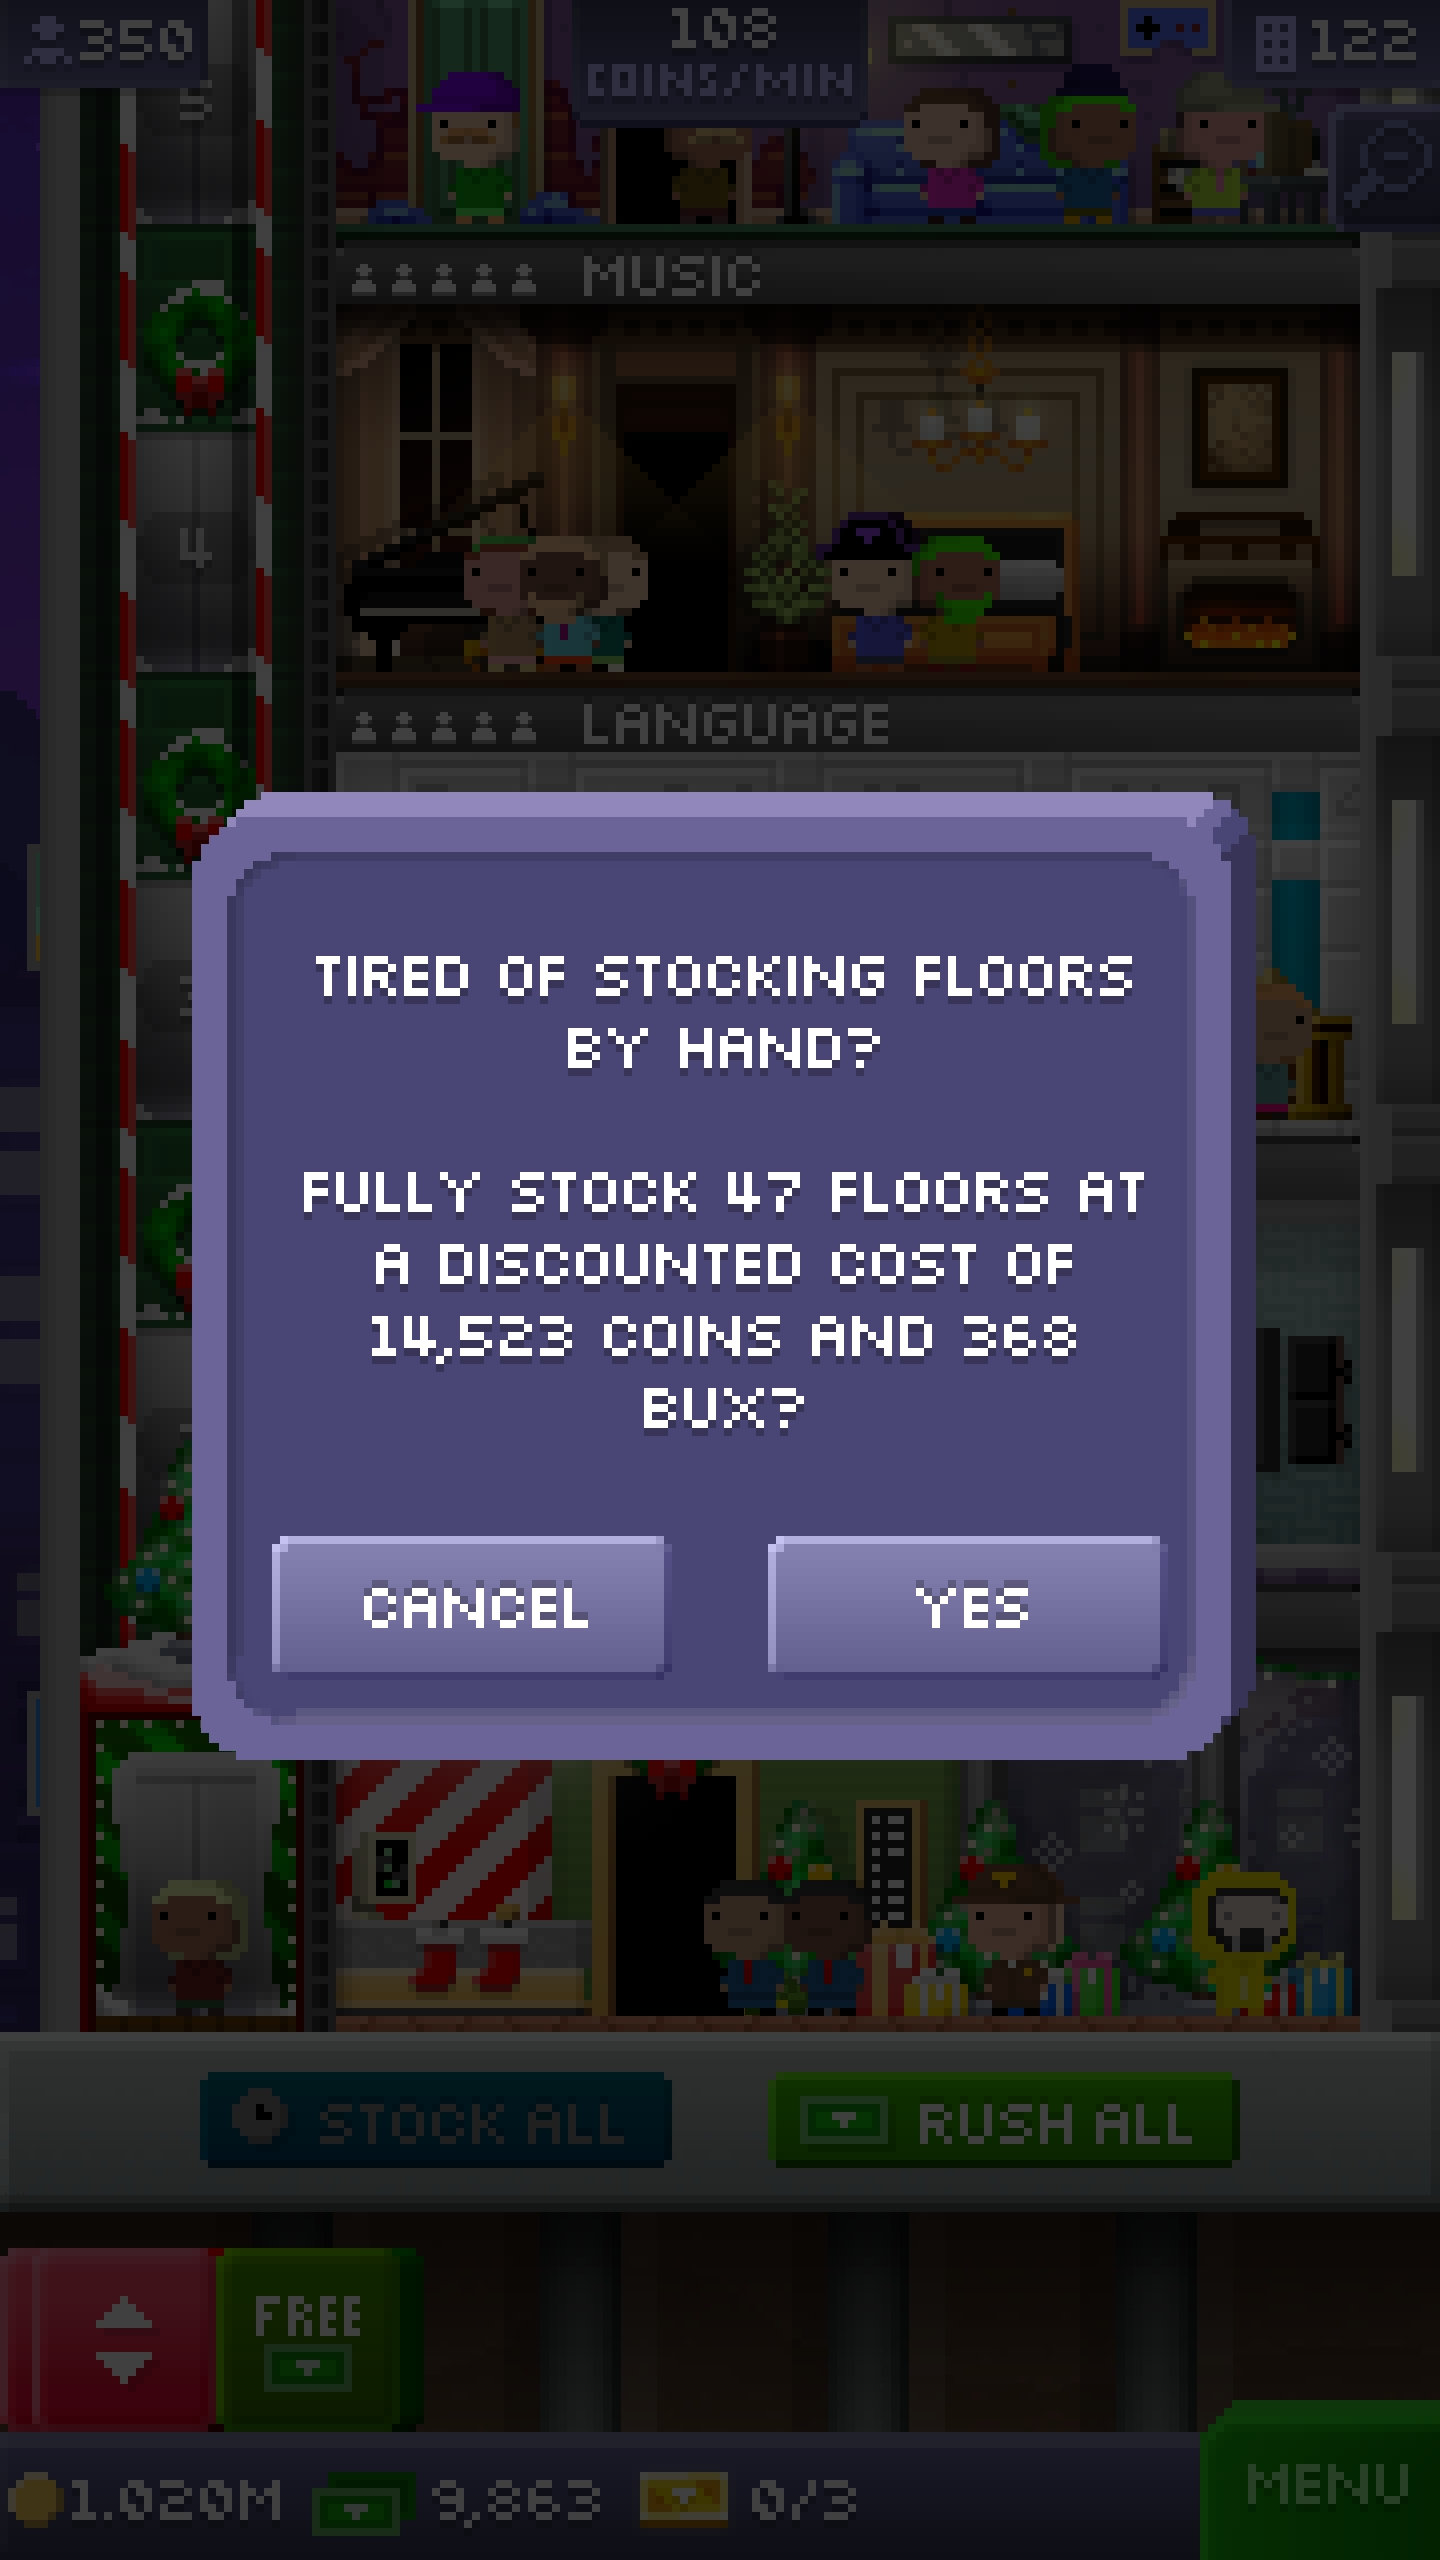 350
108
COINS/MIN
122
5
MUSIC
4
LANGUAGE
TIRED OF STOCKING FLOORS
BY HAND?
FULLY STOCK 47 FLOORS AT
A DISCOUNTED COST OF
14,523 COINS AND 368
BUX?
CANCEL
YES
STOCK ALL
RUSH ALL
FREE
1.020M
9,863
0/3
MENU